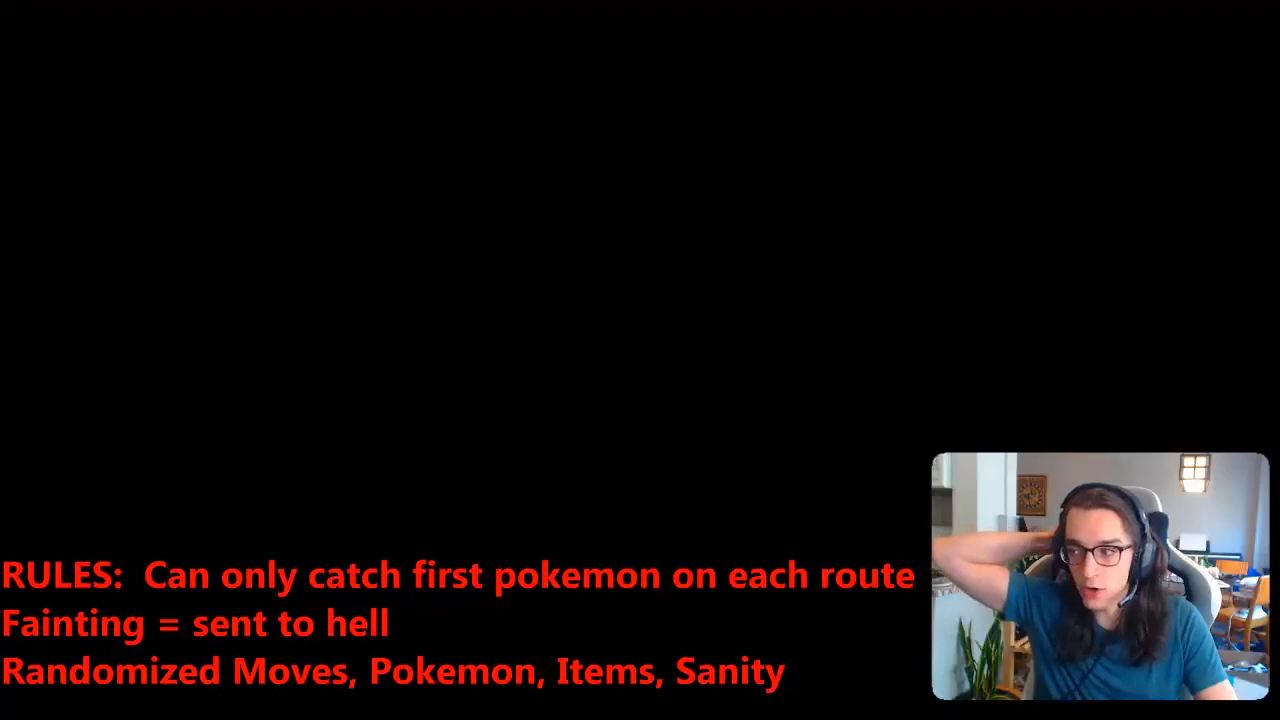 RULES:  Can only catch first pokemon on each route
Fainting = sent to hell
Randomized Moves, Pokemon, Items, Sanity